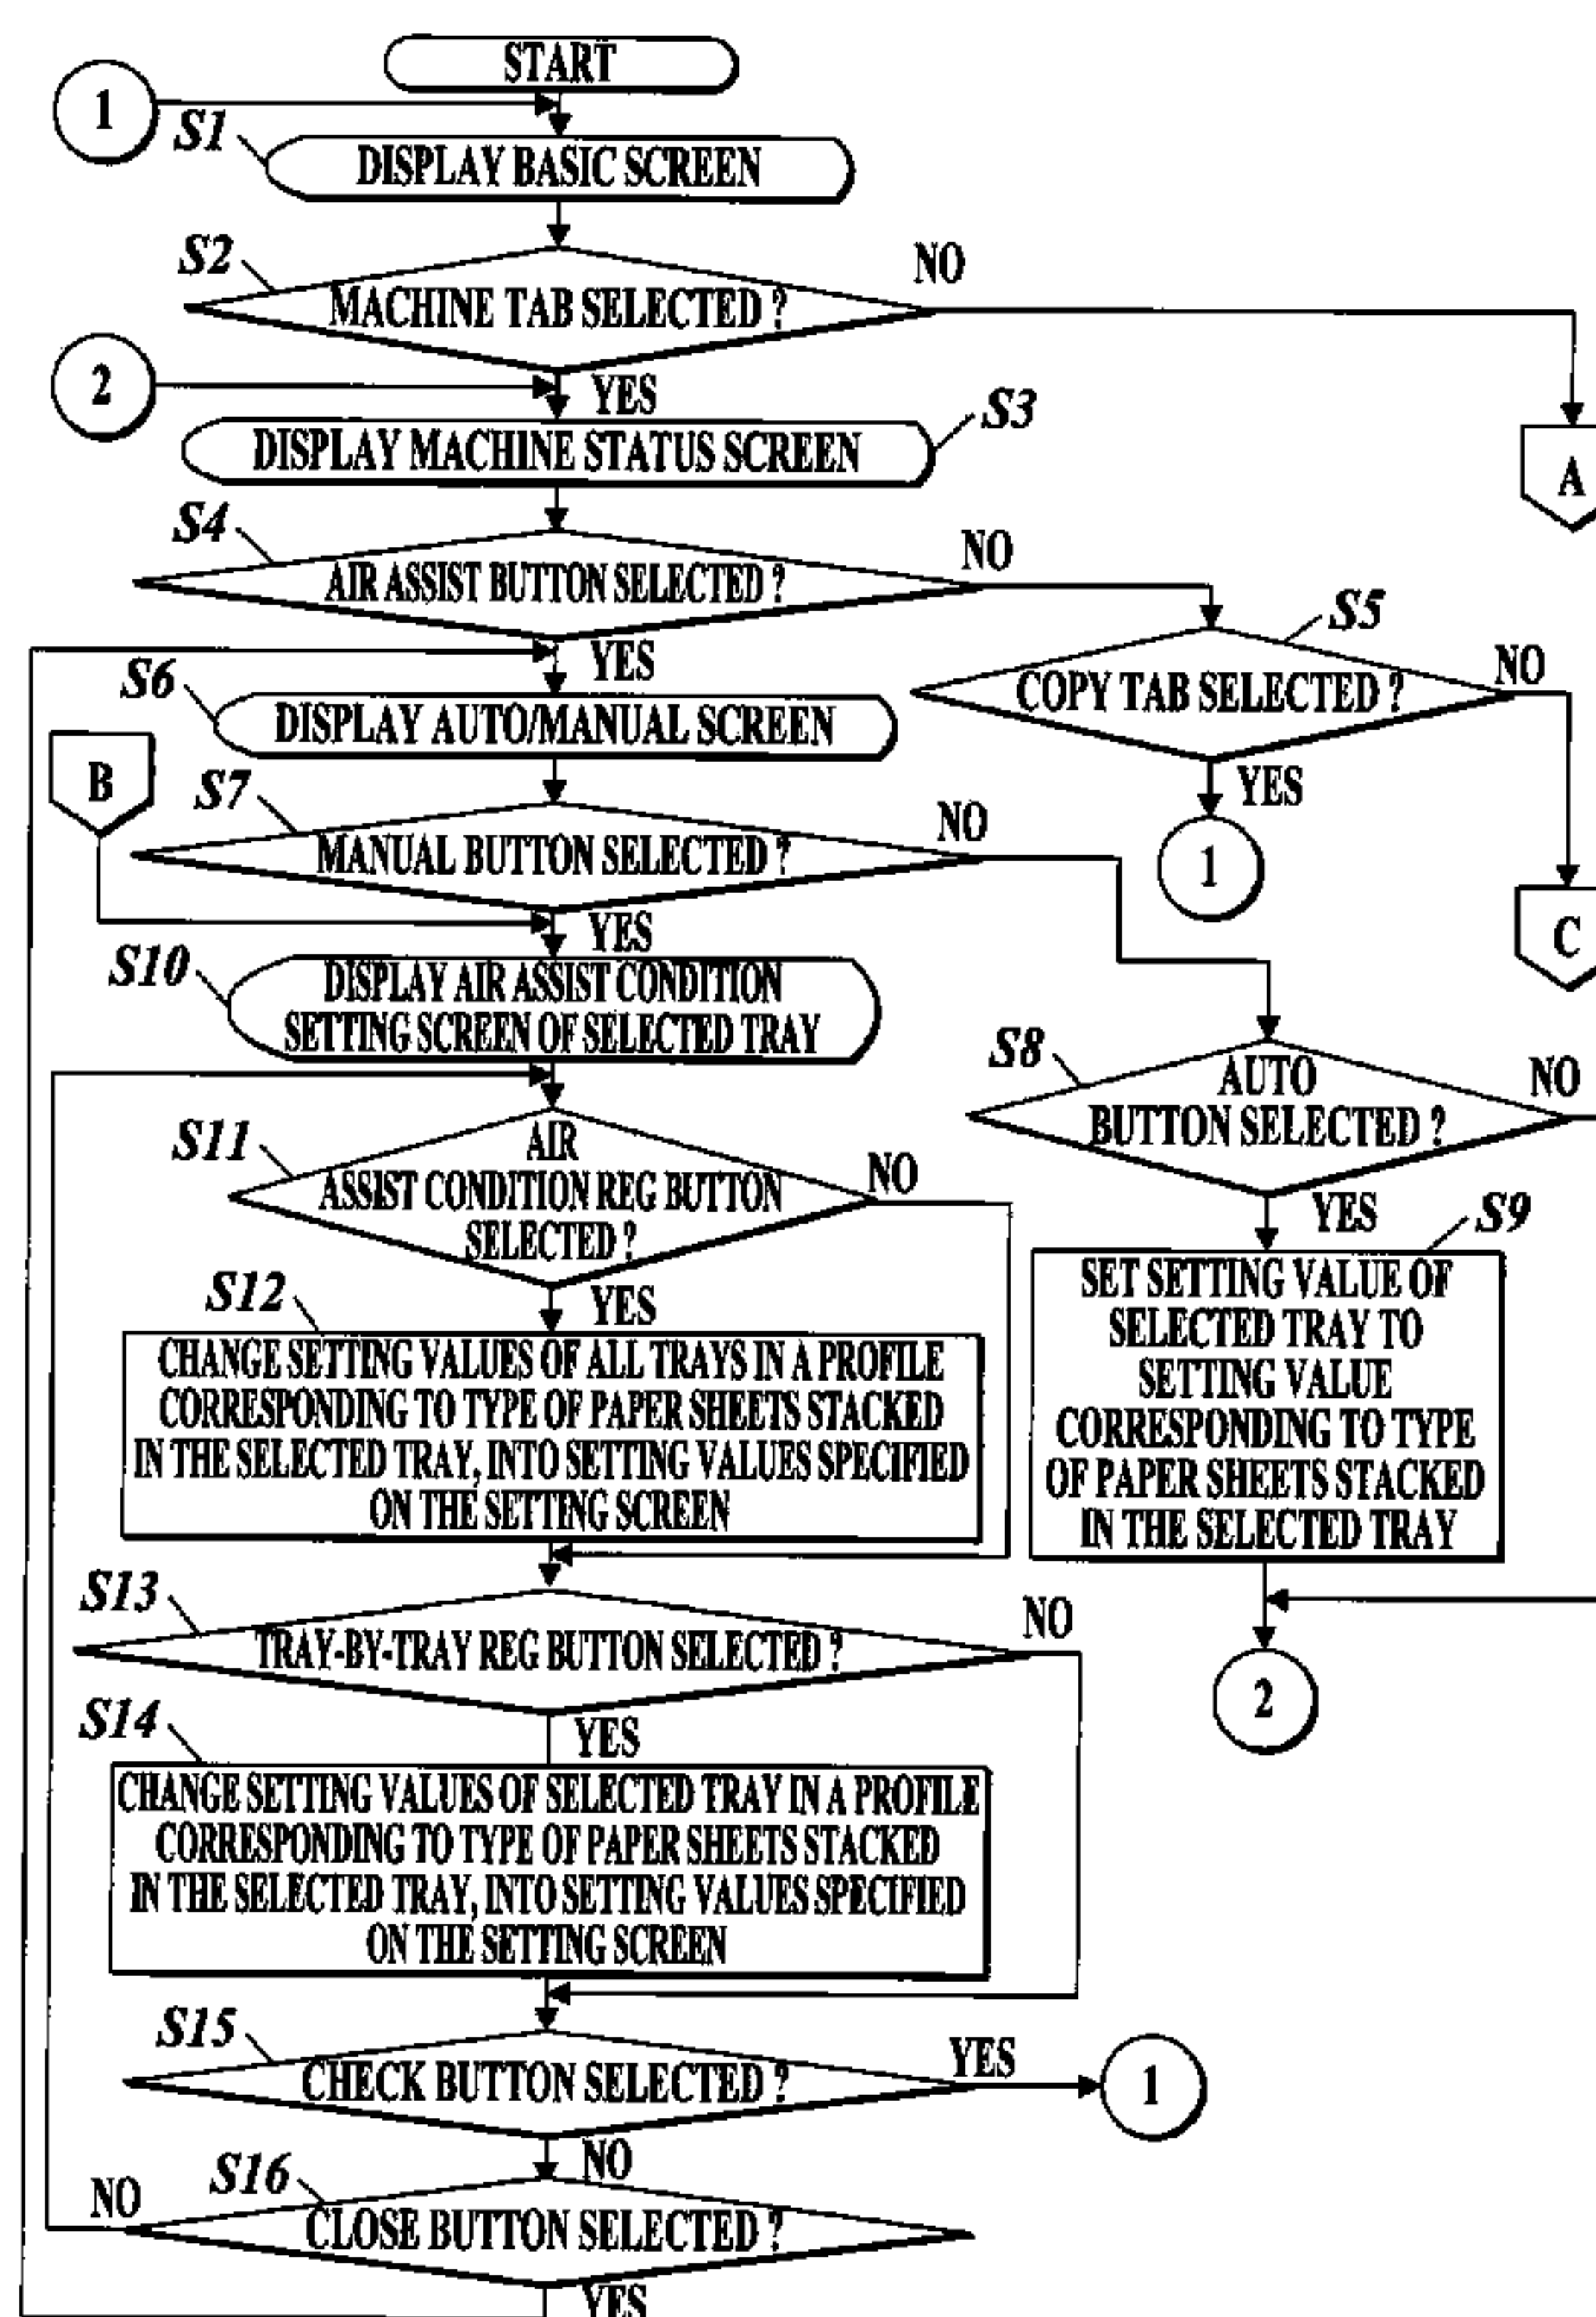 START
1
S1
DISPLAY BASIC SCREEN
S2
NO
MACHINE TAB SELECTED ?
2
YES
S3
DISPLAY MACHINE STATUS SCREEN
A
S4
NO
AIR ASSIST BUTTON SELECTED ?
S5
YES
NO
S6
COPY TAB SELECTED ?
DISPLAY AUTO/MANUAL SCREEN
B
S7
YES
NO
MANUAL BUTTON SELECTED ?
1
YES
C
S10
DISPLAY AIR ASSIST CONDITION
SETTING SCREEN OF SELECTED TRAY
S8
AUTO
BUTTON SELECTED ?
NO
S11
AIR
ASSIST CONDITION REG BUTTON
SELECTED ?
NO
YES
S9
S12
YES
SET SETTING VALUE OF
SELECTED TRAY TO
SETTING VALUE
CORRESPONDING TO TYPE
OF PAPER SHEETS STACKED
IN THE SELECTED TRAY
CHANGE SETTING VALUES OF ALL TRAYS IN A PROFILE
CORRESPONDING TO TYPE OF PAPER SHEETS STACKED
IN THE SELECTED TRAY, INTO SETTING VALUES SPECIFIED
ON THE SETTING SCREEN
S13
NO
TRAY-BY-TRAY REG BUTTON SELECTED ?
2
S14
YES
CHANGE SETTING VALUES OF SELECTED TRAY IN A PROFILE
CORRESPONDING TO TYPE OF PAPER SHEETS STACKED
IN THE SELECTED TRAY, INTO SETTING VALUES SPECIFIED
ON THE SETTING SCREEN
S15
YES
CHECK BUTTON SELECTED ?
1
NO
S16
NO
CLOSE BUTTON SELECTED ?
YES